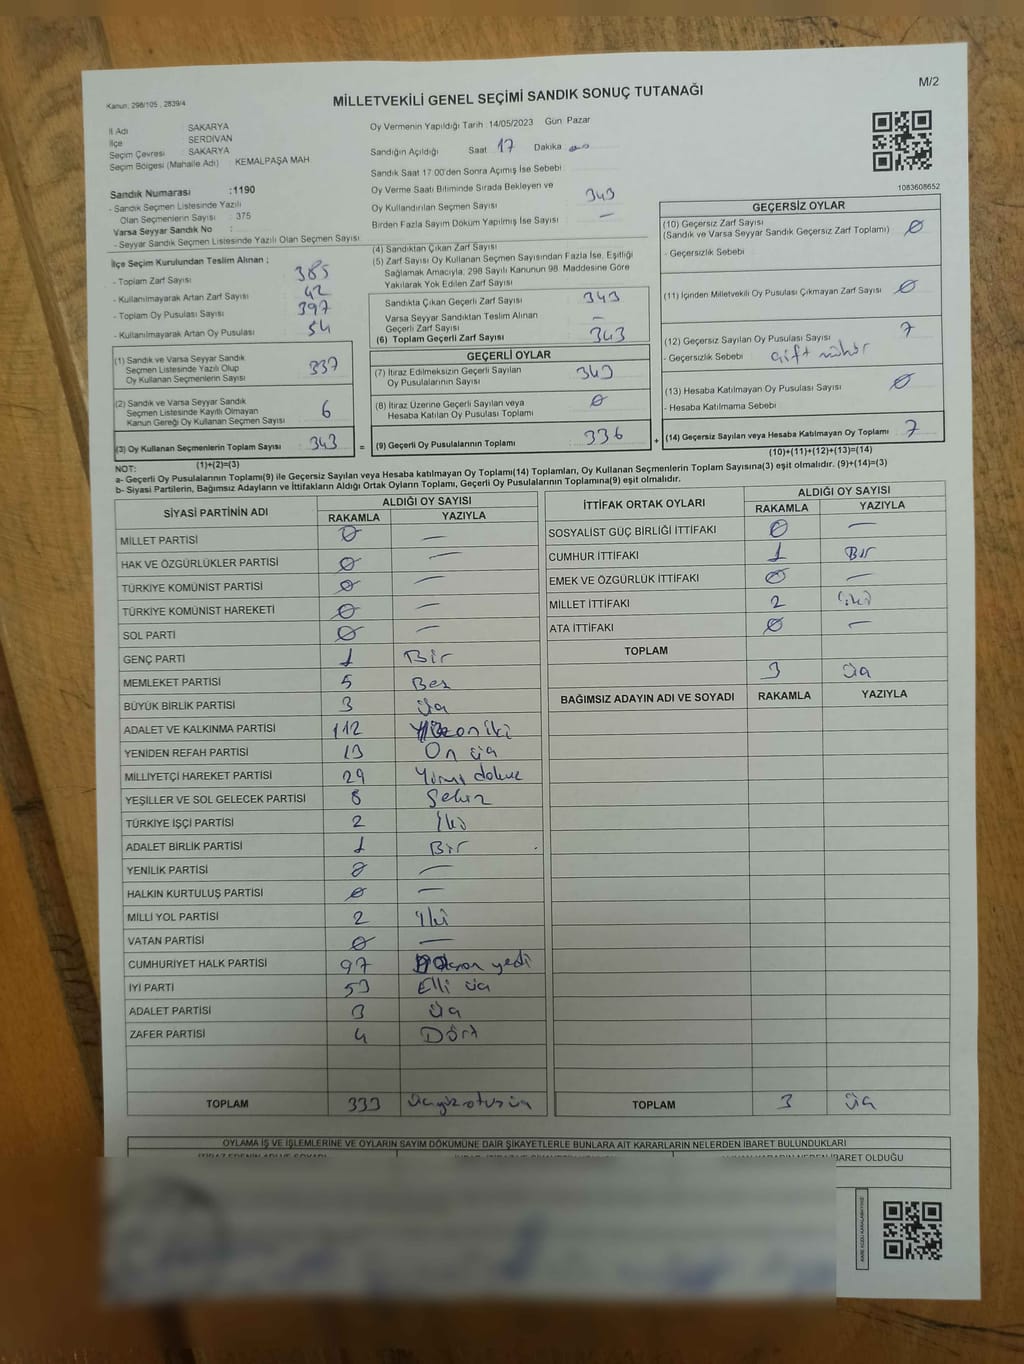 Kanun: 298/105 , 2839/4
MİLLETVEKİLİ GENEL SEÇİMİ SANDIK SONUÇ TUTANAĞI
M/2
İl Adı SAKARYA
İlçe SERDİVAN
Seçim Çevresi SAKARYA
Seçim Bölgesi (Mahalle Adı) KEMALPAŞA MAH
Sandık Numarası :1190
- Sandık Seçmen Listesinde Yazılı
Olan Seçmenlerin Sayısı : 375
Varsa Seyyar Sandık No :
- Seyyar Sandık Seçmen Listesinde Yazılı Olan Seçmen Sayısı :
İlçe Seçim Kurulundan Teslim Alınan ;
- Toplam Zarf Sayısı : 385
- Kullanılmayarak Artan Zarf Sayısı : 42
- Toplam Oy Pusulası Sayısı : 397
- Kullanılmayarak Artan Oy Pusulası : 54
(1) Sandık ve Varsa Seyyar Sandık
Seçmen Listesinde Yazılı Olup
Oy Kullanan Seçmenlerin Sayısı 337
(2) Sandık ve Varsa Seyyar Sandık
Seçmen Listesinde Kayıtlı Olmayan
Kanun Gereği Oy Kullanan Seçmen Sayısı 6
(3) Oy Kullanan Seçmenlerin Toplam Sayısı 343 =
(1)+(2)=(3)
Oy Vermenin Yapıldığı Tarih :14/05/2023 Gün Pazar
Sandığın Açıldığı Saat 17 Dakika
Sandık Saat 17:00'den Sonra Açımış İse Sebebi
Oy Verme Saati Bitiminde Sırada Bekleyen ve
Oy Kullandırılan Seçmen Sayısı 343
Birden Fazla Sayım Döküm Yapılmış İse Sayısı —
(4) Sandıktan Çıkan Zarf Sayısı
(5) Zarf Sayısı Oy Kullanan Seçmen Sayısından Fazla İse, Eşitliği
Sağlamak Amacıyla, 298 Sayılı Kanunun 98. Maddesine Göre
Yakılarak Yok Edilen Zarf Sayısı
Sandıkta Çıkan Geçerli Zarf Sayısı 343
Varsa Seyyar Sandıktan Teslim Alınan
Geçerli Zarf Sayısı —
(6) Toplam Geçerli Zarf Sayısı 343
GEÇERLİ OYLAR
(7) İtiraz Edilmeksizin Geçerli Sayılan
Oy Pusulalarının Sayısı 343
(8) İtiraz Üzerine Geçerli Sayılan veya
Hesaba Katılan Oy Pusulası Toplamı 0
(9) Geçerli Oy Pusulalarının Toplamı 336 +
1083608652
GEÇERSİZ OYLAR
(10) Geçersiz Zarf Sayısı
(Sandık ve Varsa Seyyar Sandık Geçersiz Zarf Toplamı) 0
- Geçersizlik Sebebi
(11) İçinden Milletvekili Oy Pusulası Çıkmayan Zarf Sayısı 0
(12) Geçersiz Sayılan Oy Pusulası Sayısı 7
- Geçersizlik Sebebi çift mühür
(13) Hesaba Katılmayan Oy Pusulası Sayısı 0
- Hesaba Katılmama Sebebi
(14) Geçersiz Sayılan veya Hesaba Katılmayan Oy Toplamı 7
(10)+(11)+(12)+(13)=(14)
NOT:
a- Geçerli Oy Pusulalarının Toplamı(9) ile Geçersiz Sayılan veya Hesaba katılmayan Oy Toplamı(14) Toplamları, Oy Kullanan Seçmenlerin Toplam Sayısına(3) eşit olmalıdır. (9)+(14)=(3)
b- Siyasi Partilerin, Bağımsız Adayların ve İttifakların Aldığı Ortak Oyların Toplamı, Geçerli Oy Pusulalarının Toplamına(9) eşit olmalıdır.
SİYASİ PARTİNİN ADI ALDIĞI OY SAYISI
RAKAMLA YAZIYLA
MİLLET PARTİSİ 0 —
HAK VE ÖZGÜRLÜKLER PARTİSİ 0 —
TÜRKİYE KOMÜNİST PARTİSİ 0 —
TÜRKİYE KOMÜNİST HAREKETİ 0 —
SOL PARTİ 0 —
GENÇ PARTİ 1 Bir
MEMLEKET PARTİSİ 5 Beş
BÜYÜK BİRLİK PARTİSİ 3 üç
ADALET VE KALKINMA PARTİSİ 112 Yüzoniki
YENİDEN REFAH PARTİSİ 13 On üç
MİLLİYETÇİ HAREKET PARTİSİ 29 Yirmi dokuz
YEŞİLLER VE SOL GELECEK PARTİSİ 8 Sekiz
TÜRKİYE İŞÇİ PARTİSİ 2 İki
ADALET BİRLİK PARTİSİ 1 Bir
YENİLİK PARTİSİ 0 —
HALKIN KURTULUŞ PARTİSİ 0 —
MİLLİ YOL PARTİSİ 2 iki
VATAN PARTİSİ 0 —
CUMHURİYET HALK PARTİSİ 97 Doksan yedi
İYİ PARTİ 53 Elli üç
ADALET PARTİSİ 3 üç
ZAFER PARTİSİ 4 Dört
TOPLAM 333 üçyüzotuzüç
İTTİFAK ORTAK OYLARI ALDIĞI OY SAYISI
RAKAMLA YAZIYLA
SOSYALİST GÜÇ BİRLİĞİ İTTİFAKI 0 —
CUMHUR İTTİFAKI 1 Bir
EMEK VE ÖZGÜRLÜK İTTİFAKI 0 —
MİLLET İTTİFAKI 2 iki
ATA İTTİFAKI 0 —
TOPLAM
3 üç
BAĞIMSIZ ADAYIN ADI VE SOYADI RAKAMLA YAZIYLA
TOPLAM 3 üç
OYLAMA İŞ VE İŞLEMLERİNE VE OYLARIN SAYIM DÖKÜMÜNE DAİR ŞİKAYETLERLE BUNLARA AİT KARARLARIN NELERDEN İBARET BULUNDUKLARI
İBARET OLDUĞU